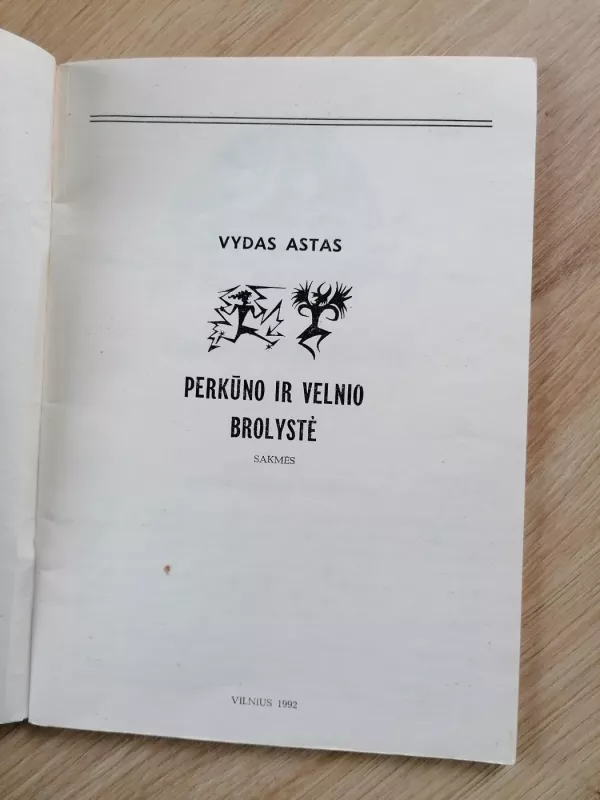 VYDAS ASTAS
PERKŪNO IR VELNIO
BROLYSTĖ
SAKMĖS
VILNIUS 1992